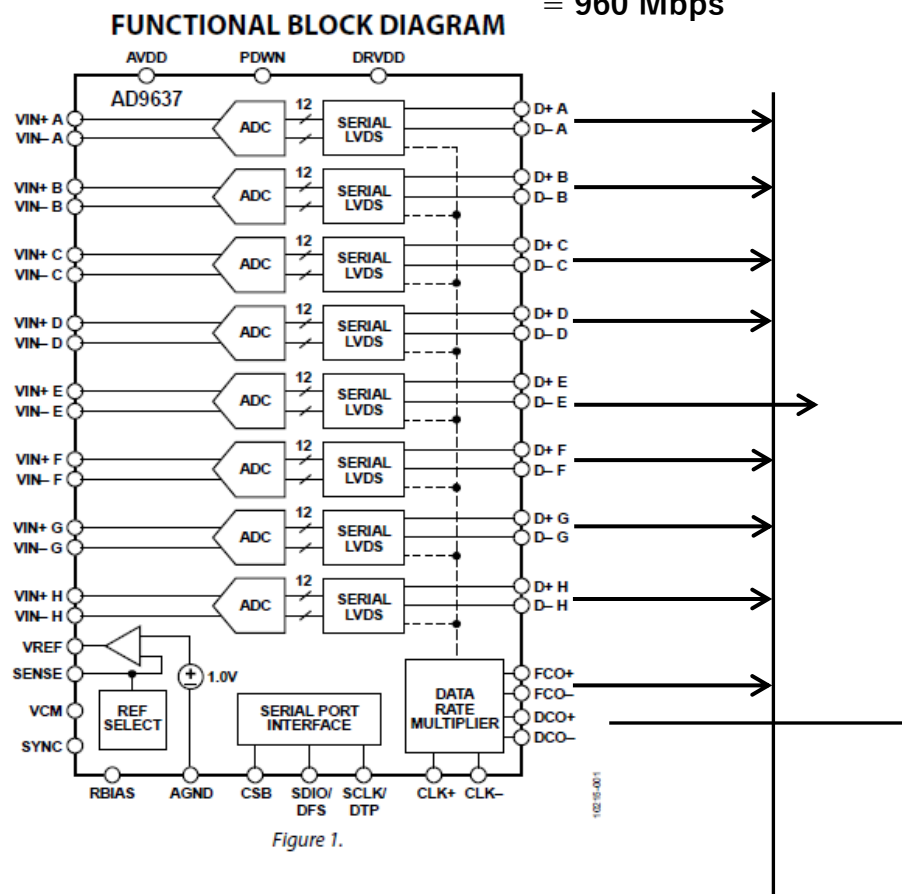 = 960 Mbps
FUNCTIONAL BLOCK DIAGRAM
AVDD PDWN DRVDD
AD9637
VIN+ A
VIN– A
ADC
12
SERIAL
LVDS
D+ A
D– A
VIN+ B
VIN– B
ADC
12
SERIAL
LVDS
D+ B
D– B
VIN+ C
VIN– C
ADC
12
SERIAL
LVDS
D+ C
D– C
VIN+ D
VIN– D
ADC
12
SERIAL
LVDS
D+ D
D– D
VIN+ E
VIN– E
ADC
12
SERIAL
LVDS
D+ E
D– E
VIN+ F
VIN– F
ADC
12
SERIAL
LVDS
D+ F
D– F
VIN+ G
VIN– G
ADC
12
SERIAL
LVDS
D+ G
D– G
VIN+ H
VIN– H
ADC
12
SERIAL
LVDS
D+ H
D– H
VREF
SENSE
VCM
SYNC
1.0V
REF
SELECT
SERIAL PORT
INTERFACE
DATA
RATE
MULTIPLIER
FCO+
FCO–
DCO+
DCO–
RBIAS
AGND
CSB
SDIO/
DFS
SCLK/
DTP
CLK+
CLK–
10215-001
Figure 1.